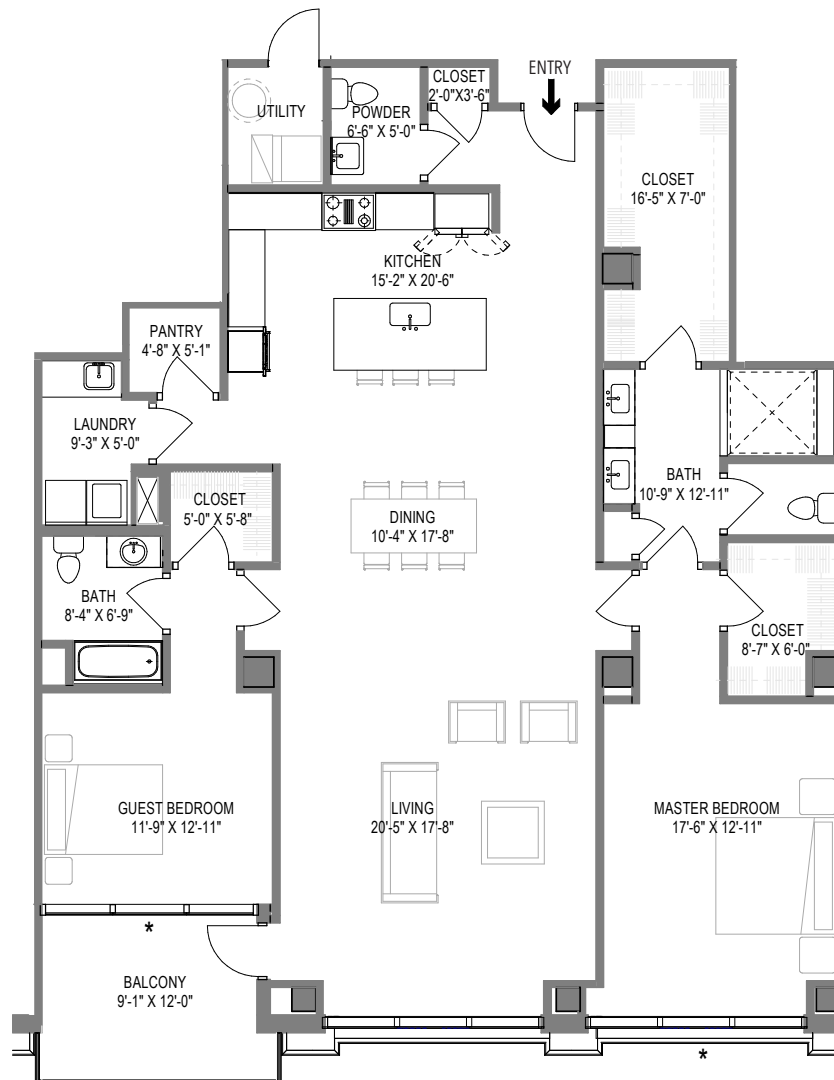 ENTRY
CLOSET
2'-0"X3'-6"
UTILITY
POWDER
6'-6" X 5'-0"
CLOSET
16'-5" X 7'-0"
KITCHEN
15'-2" X 20'-6"
PANTRY
4'-8" X 5'-1"
LAUNDRY
9'-3" X 5'-0"
CLOSET
5'-0" X 5'-8"
DINING
10'-4" X 17'-8"
BATH
10'-9" X 12'-11"
BATH
8'-4" X 6'-9"
CLOSET
8'-7" X 6'-0"
GUEST BEDROOM
11'-9" X 12'-11"
LIVING
20'-5" X 17'-8"
MASTER BEDROOM
17'-6" X 12'-11"
*
BALCONY
9'-1" X 12'-0"
*